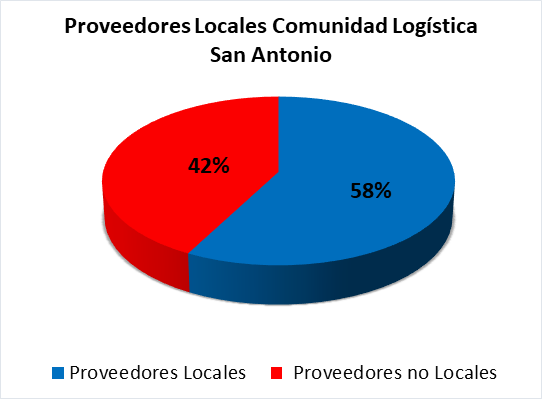 Proveedores Locales Comunidad Logística
San Antonio
42%
58%
Proveedores Locales
Proveedores no Locales